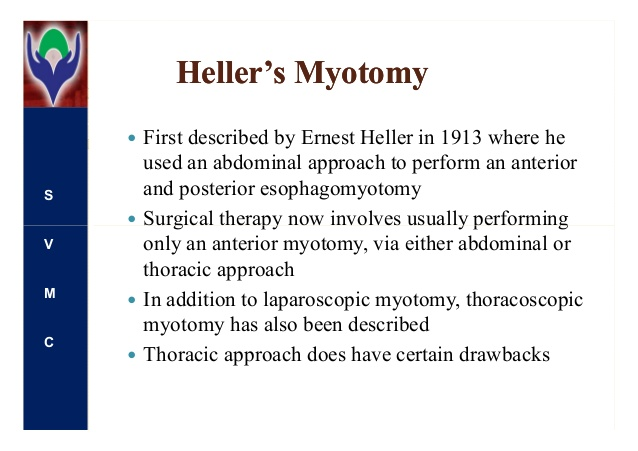 Heller’s Myotomy
• First described by Ernest Heller in 1913 where he
used an abdominal approach to perform an anterior
and posterior esophagomyotomy
• Surgical therapy now involves usually performing
only an anterior myotomy, via either abdominal or
thoracic approach
• In addition to laparoscopic myotomy, thoracoscopic
myotomy has also been described
• Thoracic approach does have certain drawbacks
S
V
M
C